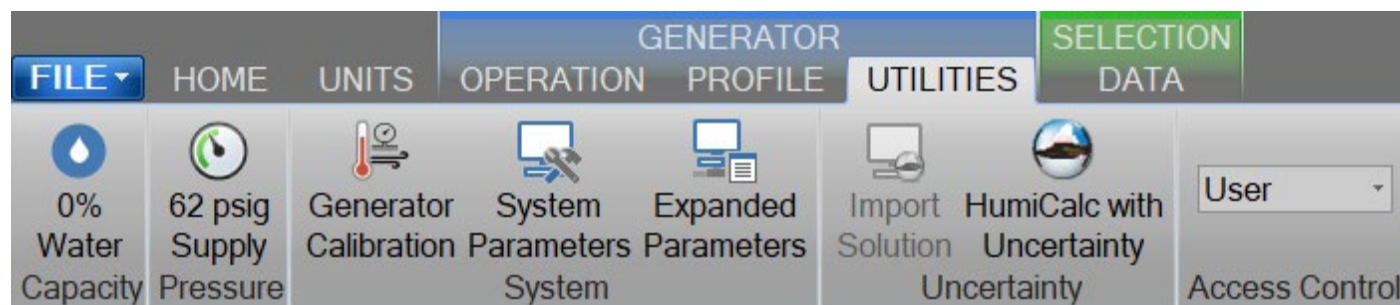 GENERATOR SELECTION
FILE HOME UNITS OPERATION PROFILE UTILITIES DATA
0% 62 psig Generator System Expanded Import HumiCalc with User
Water Supply Calibration Parameters Parameters Solution Uncertainty
Capacity Pressure System Uncertainty Access Control